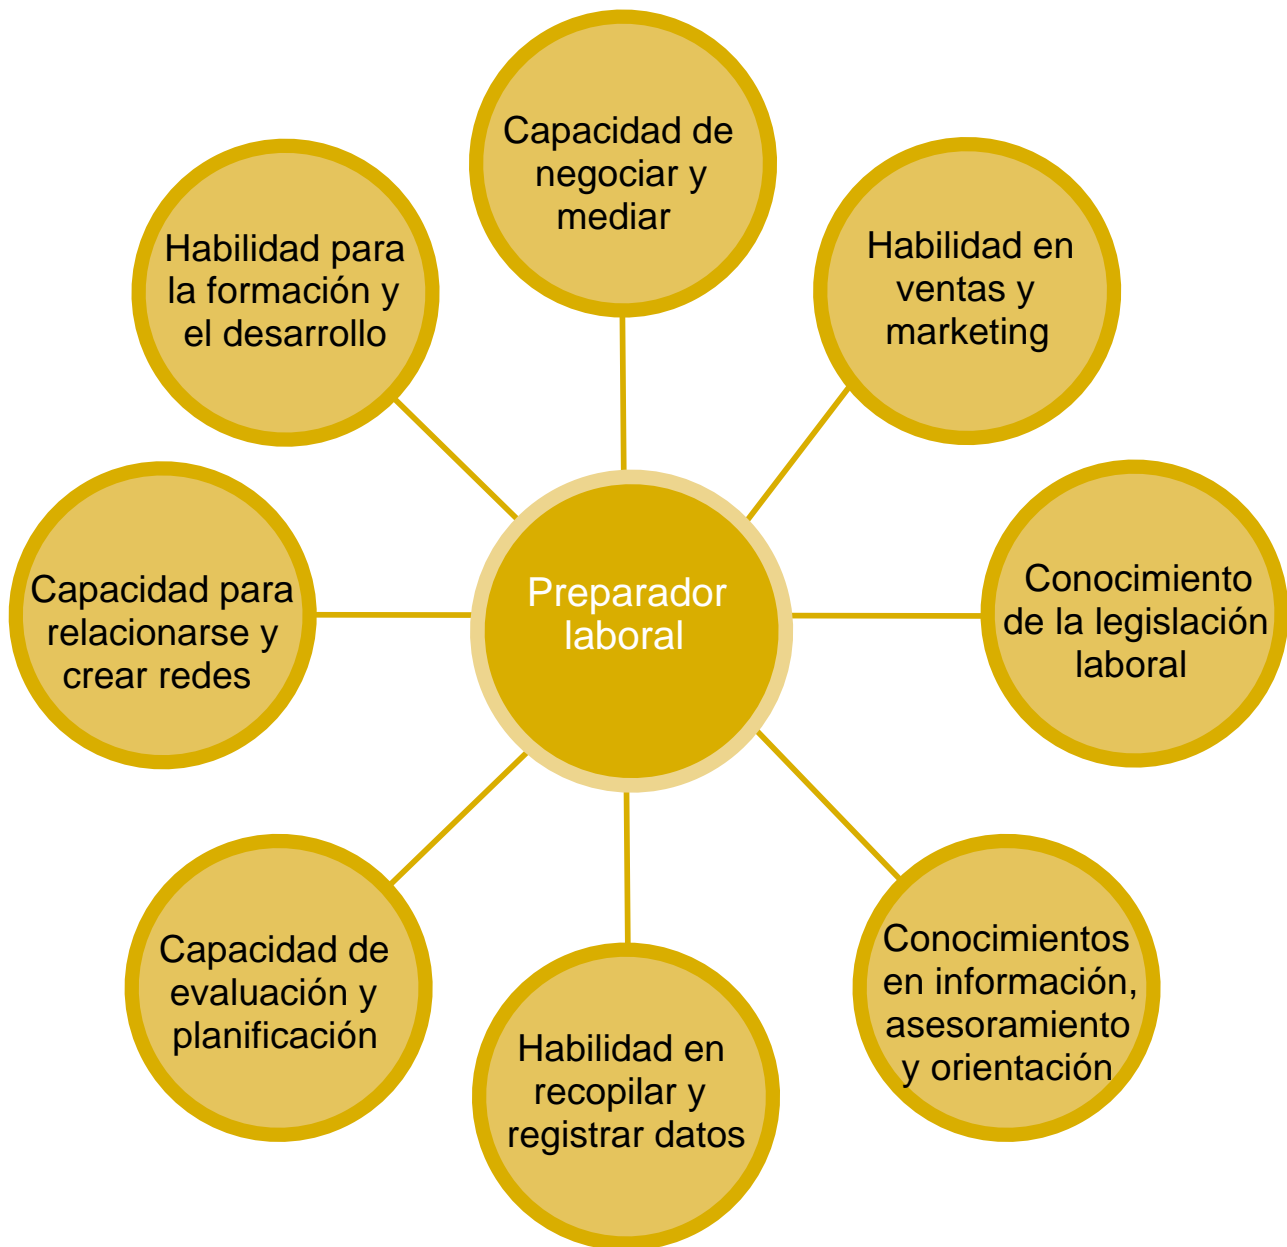 Capacidad de
negociar y
mediar
Habilidad en
ventas y
marketing
Conocimiento
de la legislación
laboral
Conocimientos
en información,
asesoramiento
y orientación
Habilidad en
recopilar y
registrar datos
Capacidad de
evaluación y
planificación
Capacidad para
relacionarse y
crear redes
Habilidad para
la formación y
el desarrollo
Preparador
laboral